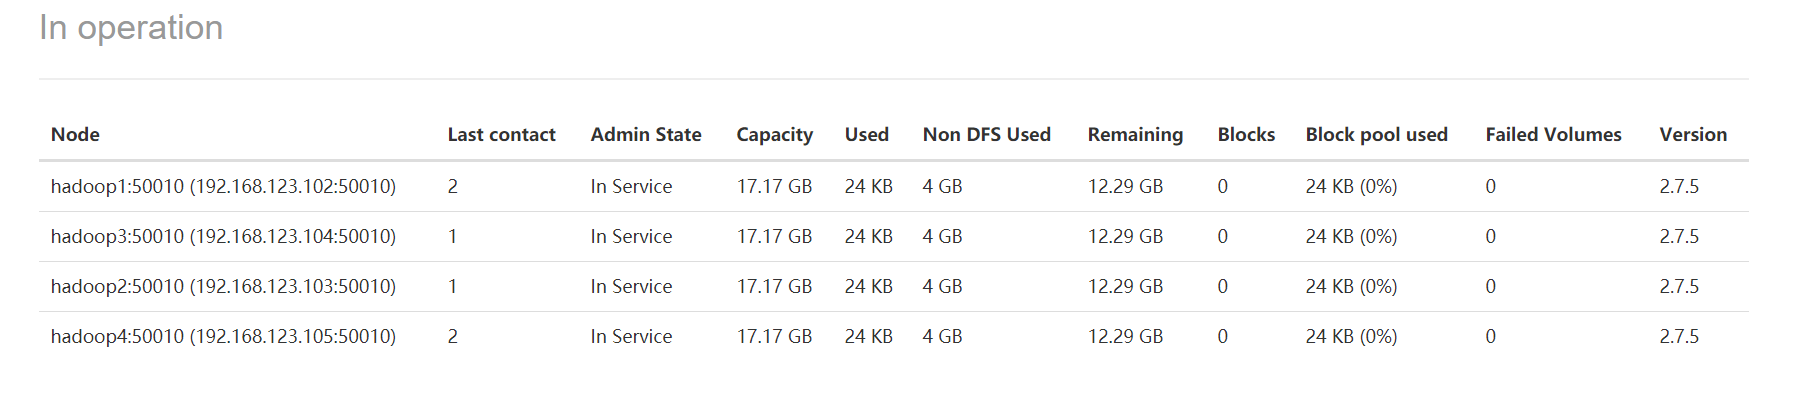 In operation
Node Last contact Admin State Capacity Used Non DFS Used Remaining Blocks Block pool used Failed Volumes Version
hadoop1:50010 (192.168.123.102:50010) 2 In Service 17.17 GB 24 KB 4 GB 12.29 GB 0 24 KB (0%) 0 2.7.5
hadoop3:50010 (192.168.123.104:50010) 1 In Service 17.17 GB 24 KB 4 GB 12.29 GB 0 24 KB (0%) 0 2.7.5
hadoop2:50010 (192.168.123.103:50010) 1 In Service 17.17 GB 24 KB 4 GB 12.29 GB 0 24 KB (0%) 0 2.7.5
hadoop4:50010 (192.168.123.105:50010) 2 In Service 17.17 GB 24 KB 4 GB 12.29 GB 0 24 KB (0%) 0 2.7.5